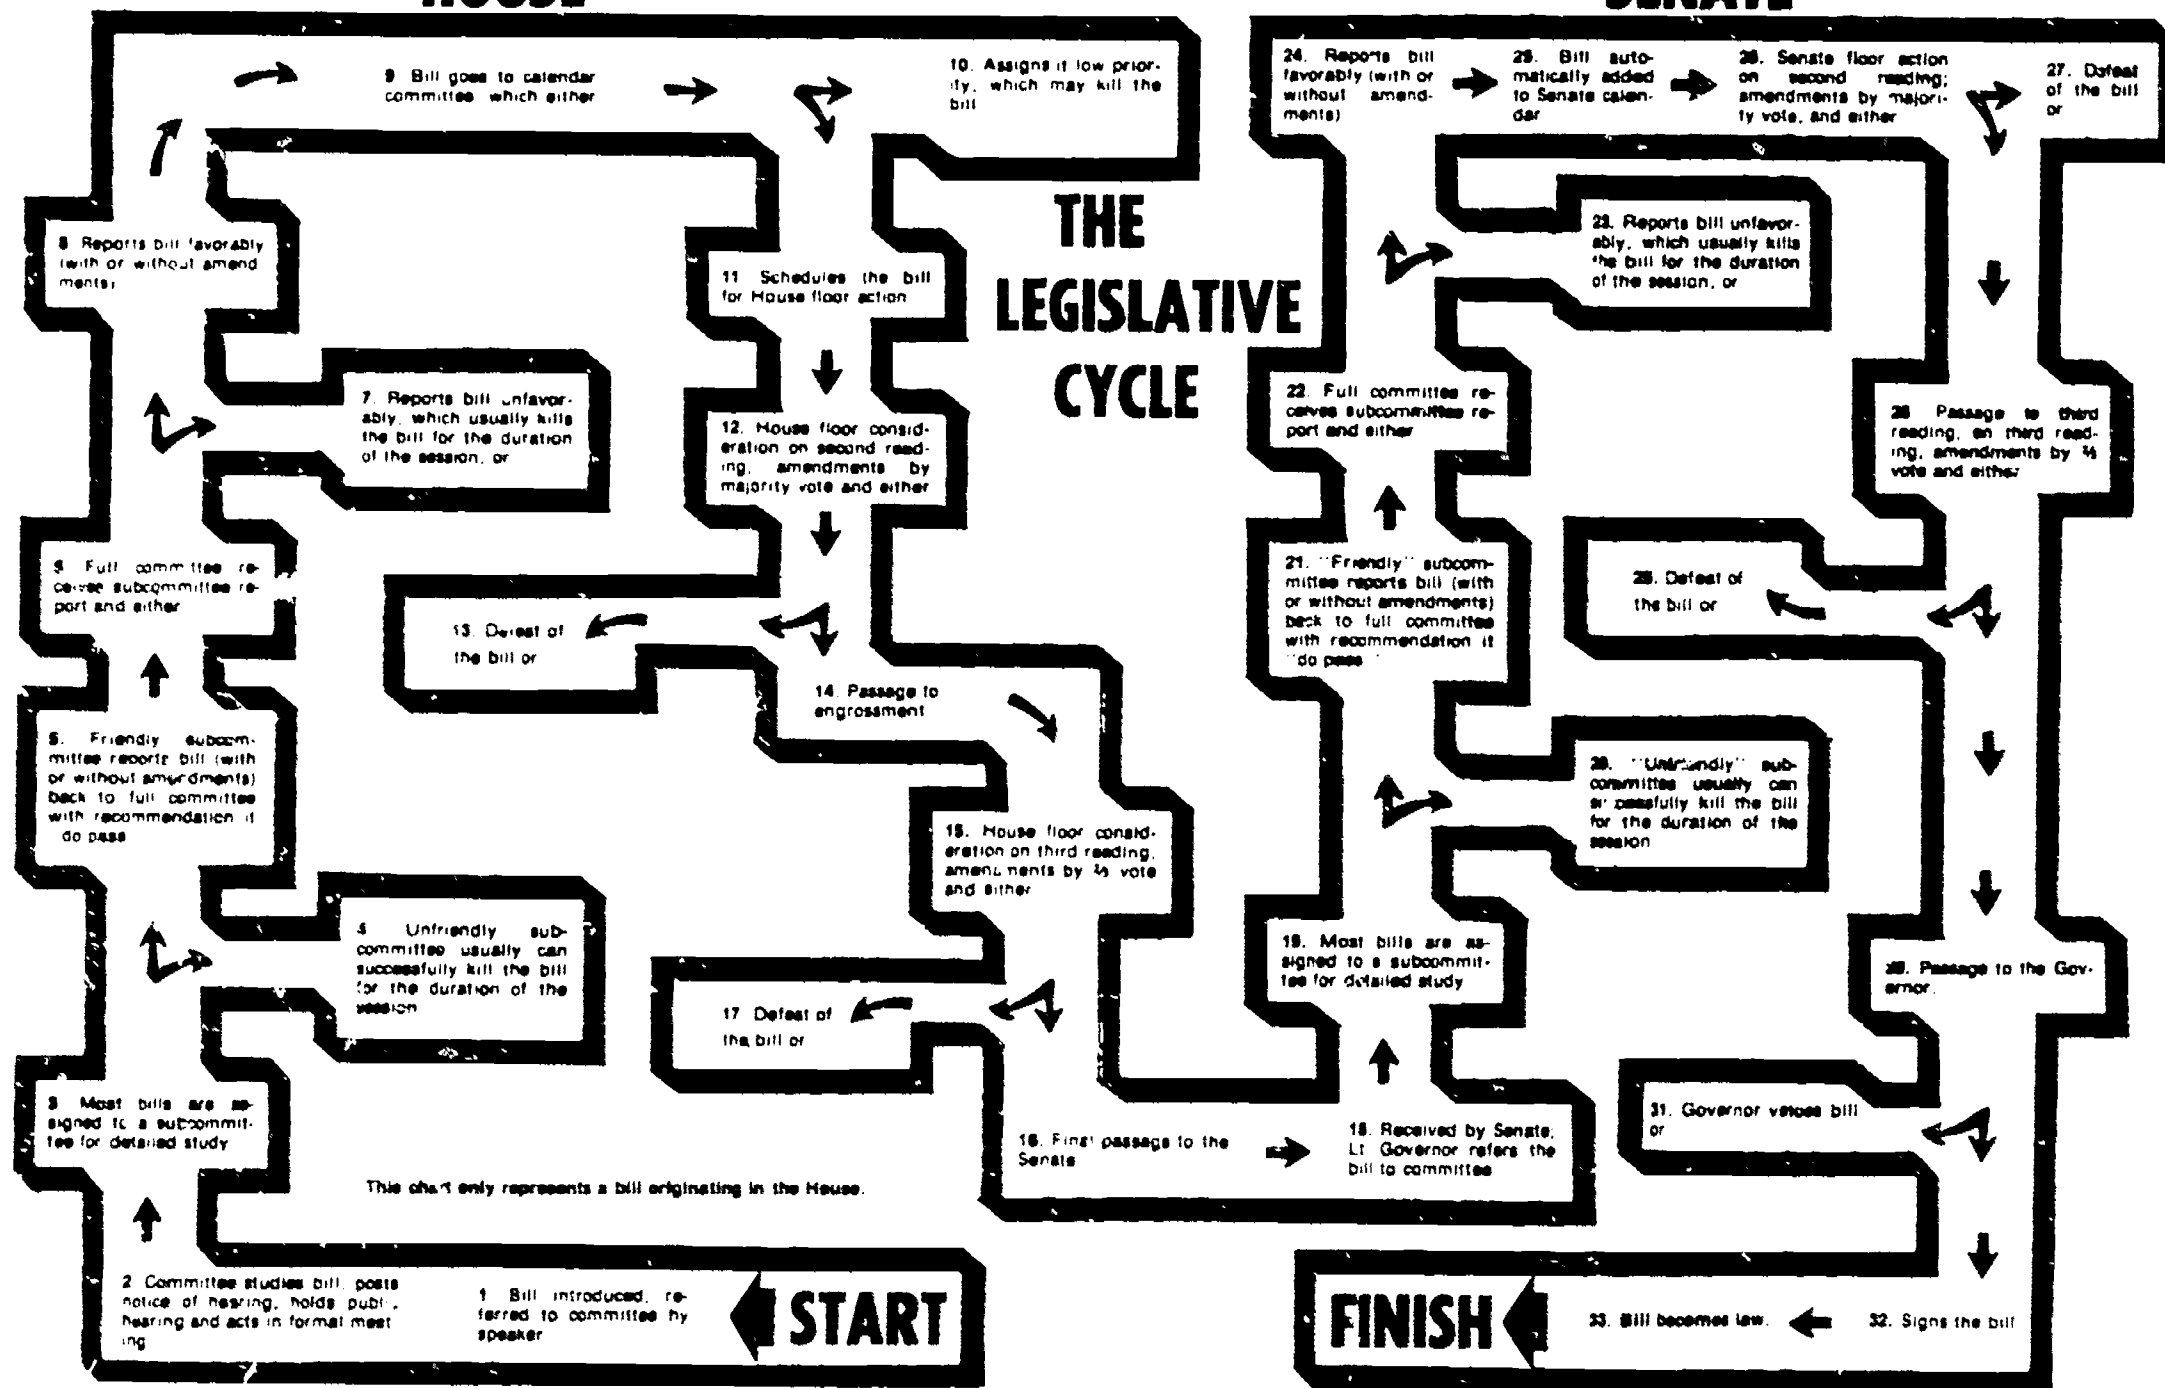 HOUSE
SENATE
THE
LEGISLATIVE
CYCLE
START
1 Bill introduced, re-
ferred to committee by
speaker
2 Committee studies bill, posts
notice of hearing, holds publ
hearing and acts in formal meet
ing
3 Most bills are as-
signed to a subcommit-
tee for detailed study
4 Unfriendly sub-
committee usually can
successfully kill the bill
for the duration of the
session
5. Friendly subcom-
mittee reports bill (with
or without amendments)
back to full committee
with recommendation it
do pass
6 Full committee re-
ceives subcommittee re-
port and either
7. Reports bill unfavor-
ably, which usually kills
the bill for the duration
of the session, or
8 Reports bill favorably
(with or without amend
ments)
9 Bill goes to calendar
committee which either
10. Assigns it low prior-
ity, which may kill the
bill
11 Schedules the bill
for House floor action
12. House floor consid-
eration on second read-
ing, amendments by
majority vote and either
13. Defeat of
the bill or
14. Passage to
engrossment
15. House floor consid-
eration on third reading,
amendments by ⅔ vote
and either
16. Final passage to the
Senate
17 Defeat of
the bill or
18. Received by Senate;
Lt Governor refers the
bill to committee
19. Most bills are as-
signed to a subcommit-
tee for detailed study
20. "Unfriendly" sub-
committee usually can
successfully kill the bill
for the duration of the
session
21. "Friendly" subcom-
mittee reports bill (with
or without amendments)
back to full committee
with recommendation it
"do pass"
22. Full committee re-
ceives subcommittee re-
port and either
23. Reports bill unfavor-
ably, which usually kills
the bill for the duration
of the session, or
24. Reports bill
favorably (with or
without amend-
ments)
25. Bill auto-
matically added
to Senate calen-
dar
26. Senate floor action
on second reading;
amendments by majori-
ty vote, and either
27. Defeat
of the bill
or
28 Passage to third
reading, on third read-
ing, amendments by ⅔
vote and either
29. Defeat of
the bill or
30. Passage to the Gov-
ernor.
31. Governor vetoes bill
or
32. Signs the bill
33. Bill becomes law.
FINISH
This chart only represents a bill originating in the House.